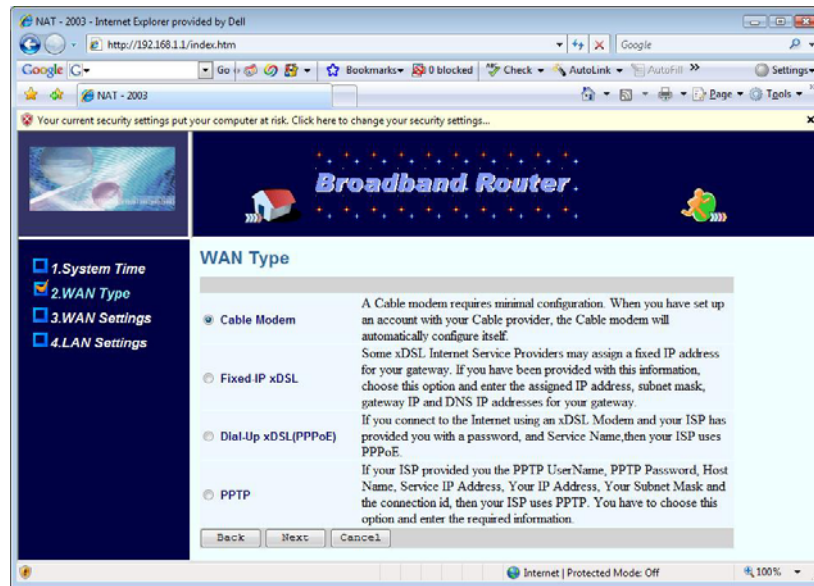 NAT - 2003 - Internet Explorer provided by Dell
http://192.168.1.1/index.htm
Google
Google
G
Go
Bookmarks
0 blocked
Check
AutoLink
AutoFill
Settings
NAT - 2003
Page
Tools
Your current security settings put your computer at risk. Click here to change your security settings...
Broadband Router
1.System Time
2.WAN Type
3.WAN Settings
4.LAN Settings
WAN Type
Cable Modem
A Cable modem requires minimal configuration. When you have set up
an account with your Cable provider, the Cable modem will
automatically configure itself.
Fixed-IP xDSL
Some xDSL Internet Service Providers may assign a fixed IP address
for your gateway. If you have been provided with this information,
choose this option and enter the assigned IP address, subnet mask,
gateway IP and DNS IP addresses for your gateway.
Dial-Up xDSL(PPPoE)
If you connect to the Internet using an xDSL Modem and your ISP has
provided you with a password, and Service Name,then your ISP uses
PPPoE.
PPTP
If your ISP provided you the PPTP UserName, PPTP Password, Host
Name, Service IP Address, Your IP Address, Your Subnet Mask and
the connection id, then your ISP uses PPTP. You have to choose this
option and enter the required information.
Back
Next
Cancel
Internet | Protected Mode: Off
100%